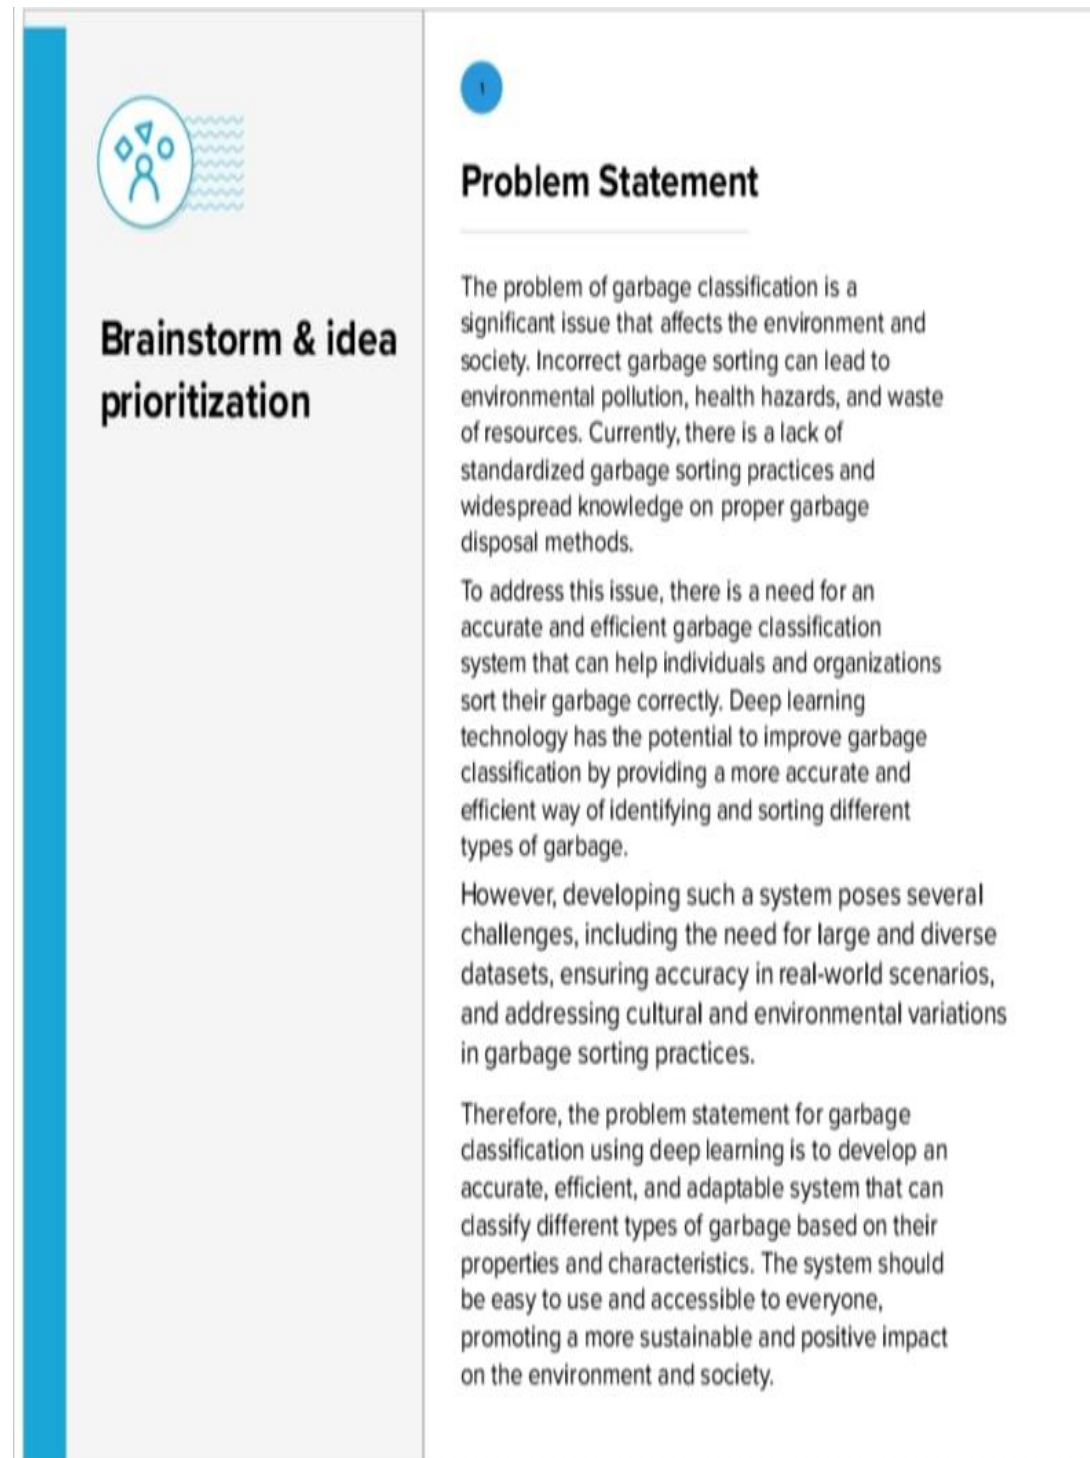 Brainstorm & idea
prioritization
1
Problem Statement
The problem of garbage classification is a
significant issue that affects the environment and
society. Incorrect garbage sorting can lead to
environmental pollution, health hazards, and waste
of resources. Currently, there is a lack of
standardized garbage sorting practices and
widespread knowledge on proper garbage
disposal methods.
To address this issue, there is a need for an
accurate and efficient garbage classification
system that can help individuals and organizations
sort their garbage correctly. Deep learning
technology has the potential to improve garbage
classification by providing a more accurate and
efficient way of identifying and sorting different
types of garbage.
However, developing such a system poses several
challenges, including the need for large and diverse
datasets, ensuring accuracy in real-world scenarios,
and addressing cultural and environmental variations
in garbage sorting practices.
Therefore, the problem statement for garbage
classification using deep learning is to develop an
accurate, efficient, and adaptable system that can
classify different types of garbage based on their
properties and characteristics. The system should
be easy to use and accessible to everyone,
promoting a more sustainable and positive impact
on the environment and society.